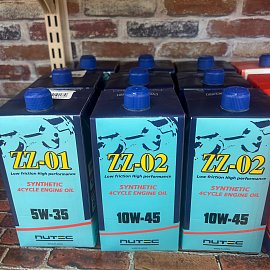 ZZ-01
Low friction High performance
SYNTHETIC
4CYCLE ENGINE OIL
5W-35
NUTEC
ZZ-02
Low friction High performance
SYNTHETIC
4CYCLE ENGINE OIL
10W-45
NUTEC
ZZ-02
Low friction High performance
SYNTHETIC
4CYCLE ENGINE OIL
10W-45
NUTEC